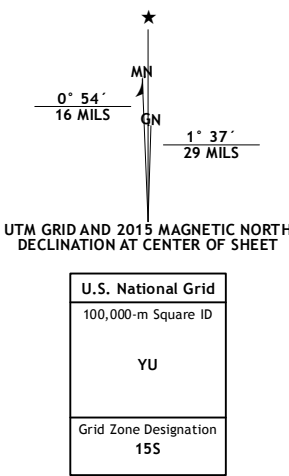 MN
0° 54´
16 MILS
GN
1° 37´
29 MILS
UTM GRID AND 2015 MAGNETIC NORTH
DECLINATION AT CENTER OF SHEET
U.S. National Grid
100,000-m Square ID
YU
Grid Zone Designation
15S